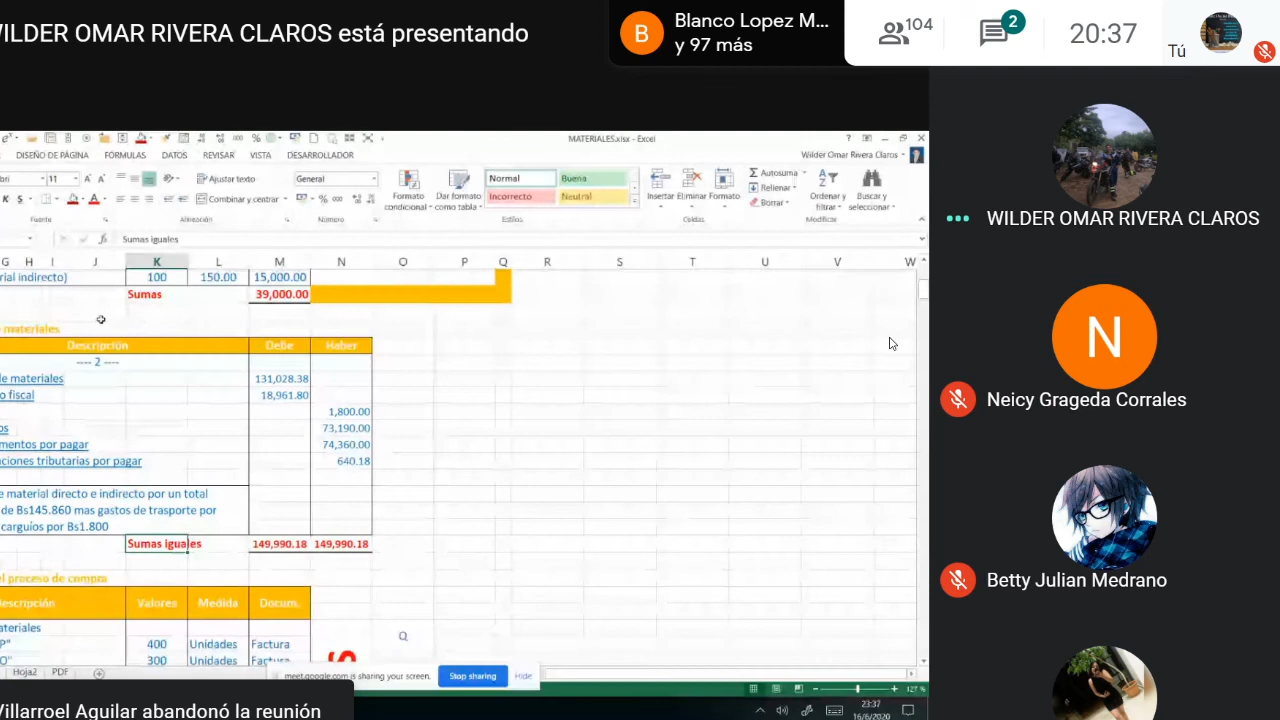 WILDER OMAR RIVERA CLAROS está presentando
B
Blanco Lopez M...
y 97 más
104
2
20:37
Tú
MATERIALES.xlsx - Excel
DISEÑO DE PÁGINA FÓRMULAS DATOS REVISAR VISTA DESARROLLADOR
Wilder Omar Rivera Claros
11
Ajustar texto
General
Combinar y centrar
Formato condicional
Dar formato como tabla
Normal
Buena
Incorrecto
Neutral
Insertar Eliminar Formato
Autosuma
Rellenar
Borrar
Ordenar y filtrar
Buscar y seleccionar
Fuente
Alineación
Número
Estilos
Celdas
Modificar
Sumas iguales
G H I J K L M N O P Q R S T U V W
rial indirecto) 100 150.00 15,000.00
Sumas 39,000.00
materiales
Descripción Debe Haber
---- 2 ----
de materiales 131,028.38
o fiscal 18,961.80
1,800.00
os 73,190.00
mentos por pagar 74,360.00
aciones tributarias por pagar 640.18
e material directo e indirecto por un total
de Bs145.860 mas gastos de trasporte por
carguíos por Bs1.800
Sumas iguales 149,990.18 149,990.18
el proceso de compra
Descripción Valores Medida Docum.
ateriales
P" 400 Unidades Factura
O" 300 Unidades Factura
S
Q
Hoja2 PDF
meet.google.com is sharing your screen. Stop sharing Hide
127 %
23:37
16/6/2020
Villarroel Aguilar abandonó la reunión
WILDER OMAR RIVERA CLAROS
N
Neicy Grageda Corrales
Betty Julian Medrano